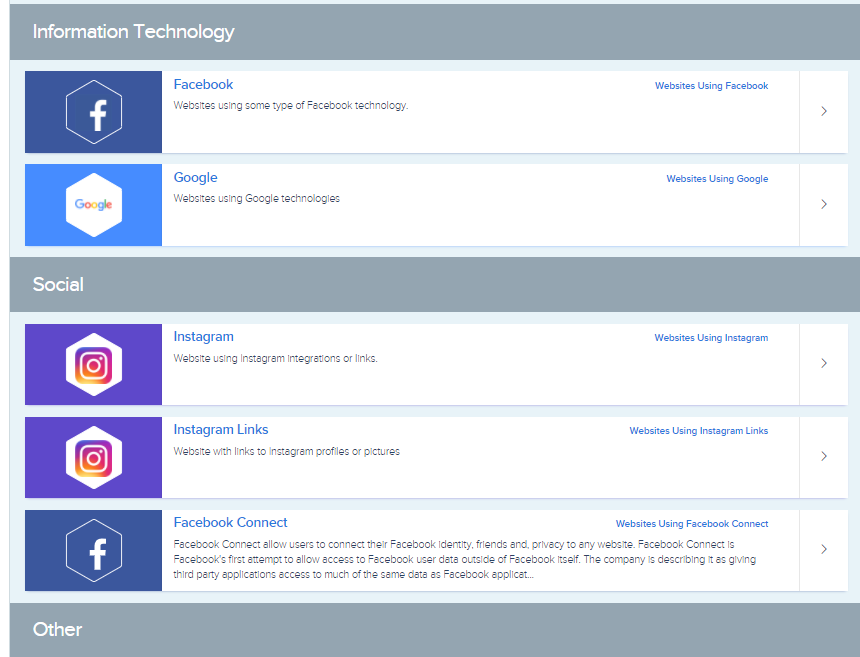 Information Technology
Facebook
Websites Using Facebook
Websites using some type of Facebook technology.
Google
Google
Websites Using Google
Websites using Google technologies
Social
Instagram
Websites Using Instagram
Website using Instagram integrations or links.
Instagram Links
Websites Using Instagram Links
Website with links to Instagram profiles or pictures
Facebook Connect
Websites Using Facebook Connect
Facebook Connect allow users to connect their Facebook identity, friends and, privacy to any website. Facebook Connect is
Facebook's first attempt to allow access to Facebook user data outside of Facebook itself. The company is describing it as giving
third party applications access to much of the same data as Facebook applicat...
Other